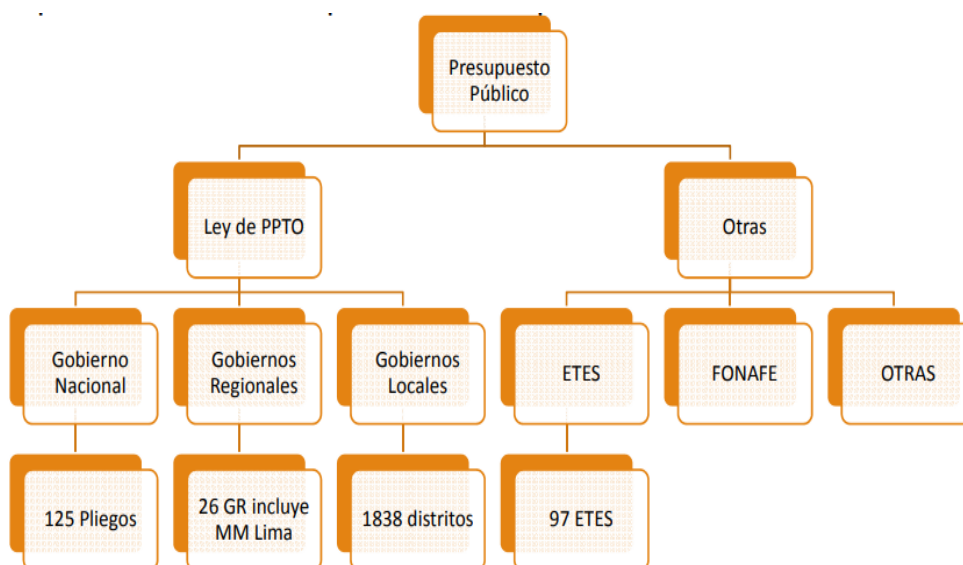 Presupuesto
Público
Ley de PPTO
Otras
Gobierno
Nacional
Gobiernos
Regionales
Gobiernos
Locales
ETES
FONAFE
OTRAS
125 Pliegos
26 GR incluye
MM Lima
1838 distritos
97 ETES